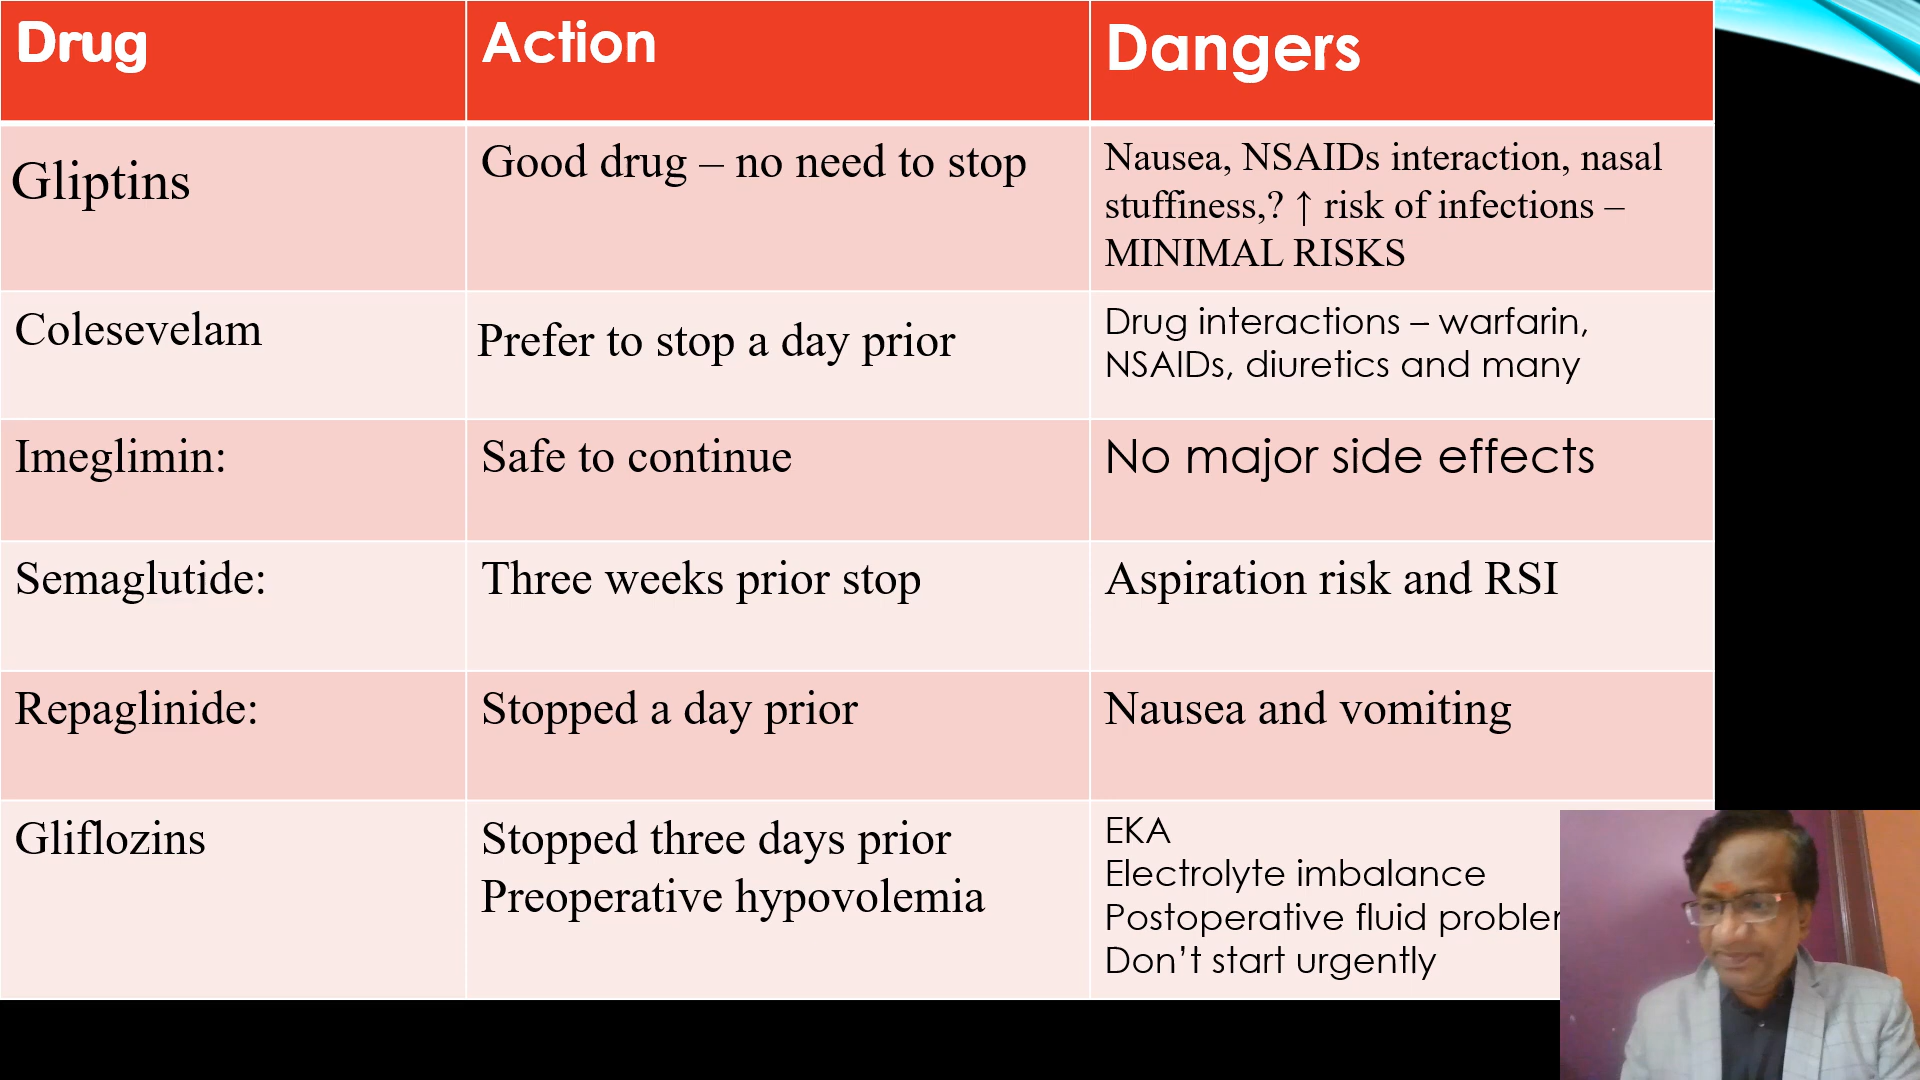 Drug
Action
Dangers
Gliptins
Good drug – no need to stop
Nausea, NSAIDs interaction, nasal
stuffiness,? ↑ risk of infections –
MINIMAL RISKS
Colesevelam
Prefer to stop a day prior
Drug interactions – warfarin,
NSAIDs, diuretics and many
Imeglimin:
Safe to continue
No major side effects
Semaglutide:
Three weeks prior stop
Aspiration risk and RSI
Repaglinide:
Stopped a day prior
Nausea and vomiting
Gliflozins
Stopped three days prior
Preoperative hypovolemia
EKA
Electrolyte imbalance
Postoperative fluid
Don’t start urgently